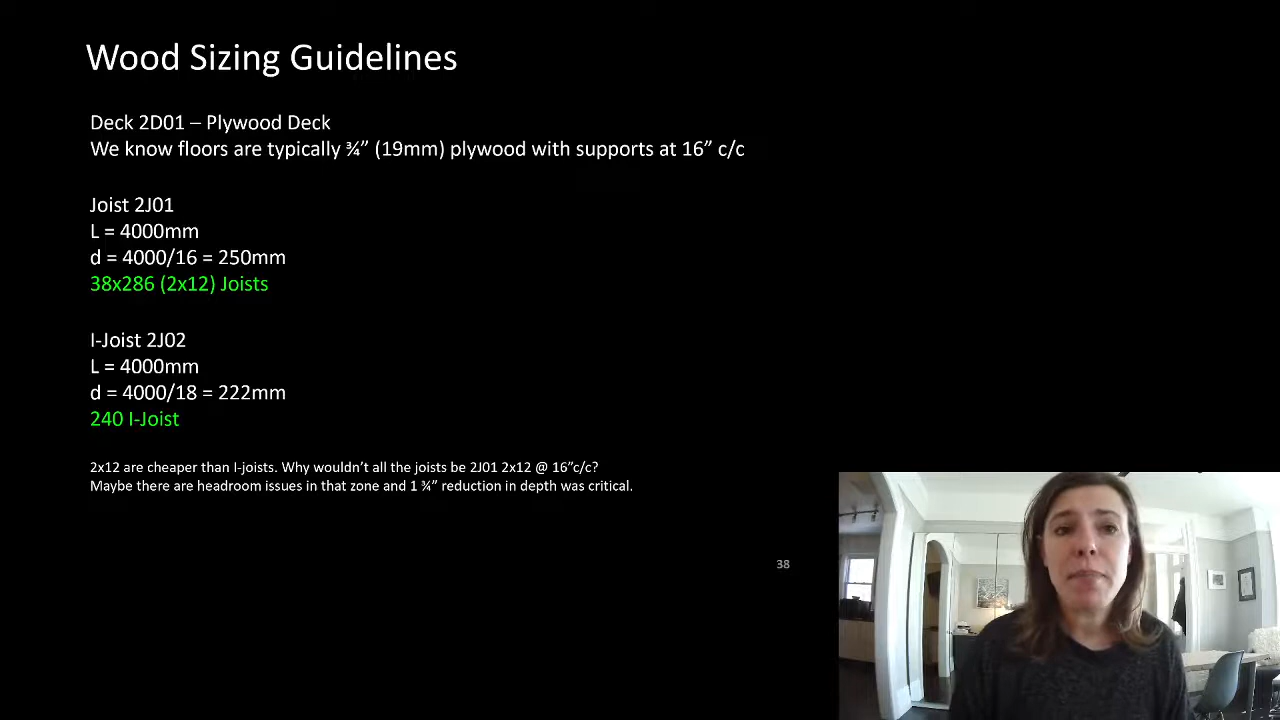 Wood Sizing Guidelines
Deck 2D01 – Plywood Deck
We know floors are typically ¾” (19mm) plywood with supports at 16” c/c
Joist 2J01
L = 4000mm
d = 4000/16 = 250mm
38x286 (2x12) Joists
I-Joist 2J02
L = 4000mm
d = 4000/18 = 222mm
240 I-Joist
2x12 are cheaper than I-joists. Why wouldn’t all the joists be 2J01 2x12 @ 16”c/c?
Maybe there are headroom issues in that zone and 1 ¾” reduction in depth was critical.
38